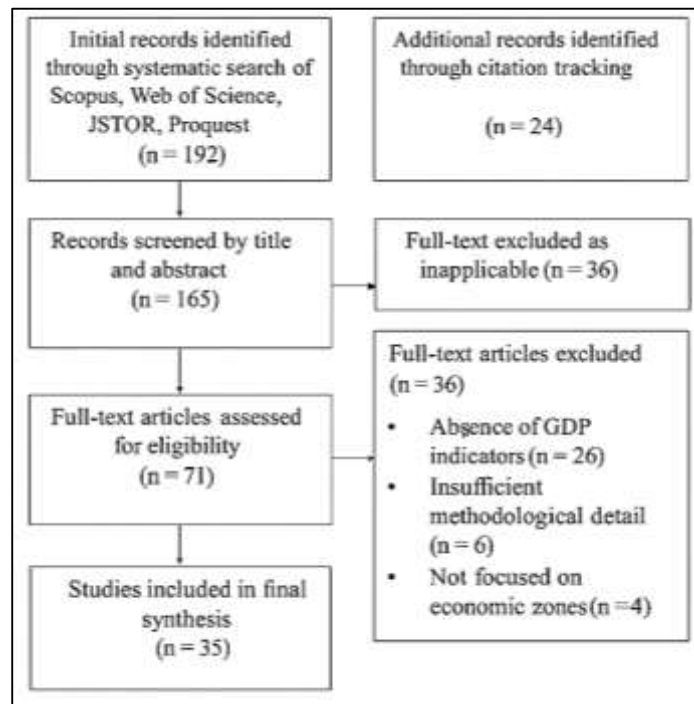 Initial records identified
through systematic search of
Scopus, Web of Science,
JSTOR, Proquest
(n = 192)
Additional records identified
through citation tracking
(n = 24)
Records screened by title
and abstract
(n = 165)
Full-text excluded as
inapplicable (n = 36)
Full-text articles assessed
for eligibility
(n = 71)
Full-text articles excluded
(n = 36)
• Absence of GDP
indicators (n = 26)
• Insufficient
methodological detail
(n = 6)
• Not focused on
economic zones (n =4)
Studies included in final
synthesis
(n = 35)